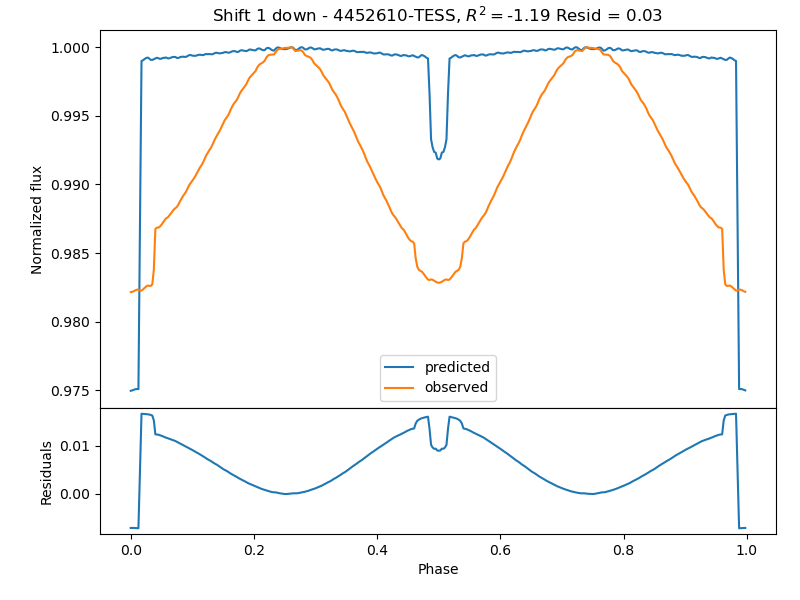 Shift 1 down - 4452610-TESS, $R^2 = $-1.19 Resid = 0.03
1.000
0.995
0.990
0.985
0.980
0.975
Normalized flux
predicted
observed
0.01
0.00
Residuals
0.0 0.2 0.4 0.6 0.8 1.0
Phase